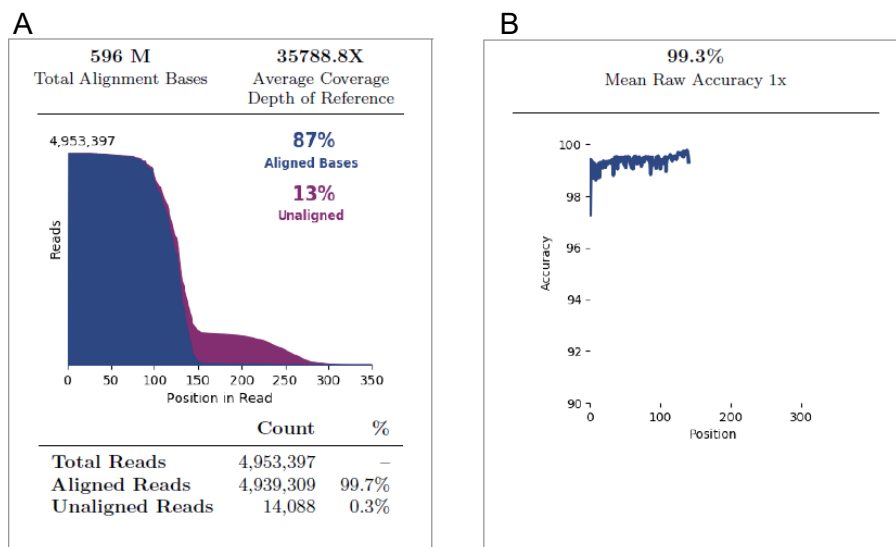 A
596 M 35788.8X
Total Alignment Bases Average Coverage
Depth of Reference
4,953,397
87%
Aligned Bases
13%
Unaligned
Reads
0 50 100 150 200 250 300 350
Position in Read
Count %
Total Reads 4,953,397 –
Aligned Reads 4,939,309 99.7%
Unaligned Reads 14,088 0.3%
B
99.3%
Mean Raw Accuracy 1x
100
98
96
94
92
90
Accuracy
0 100 200 300
Position